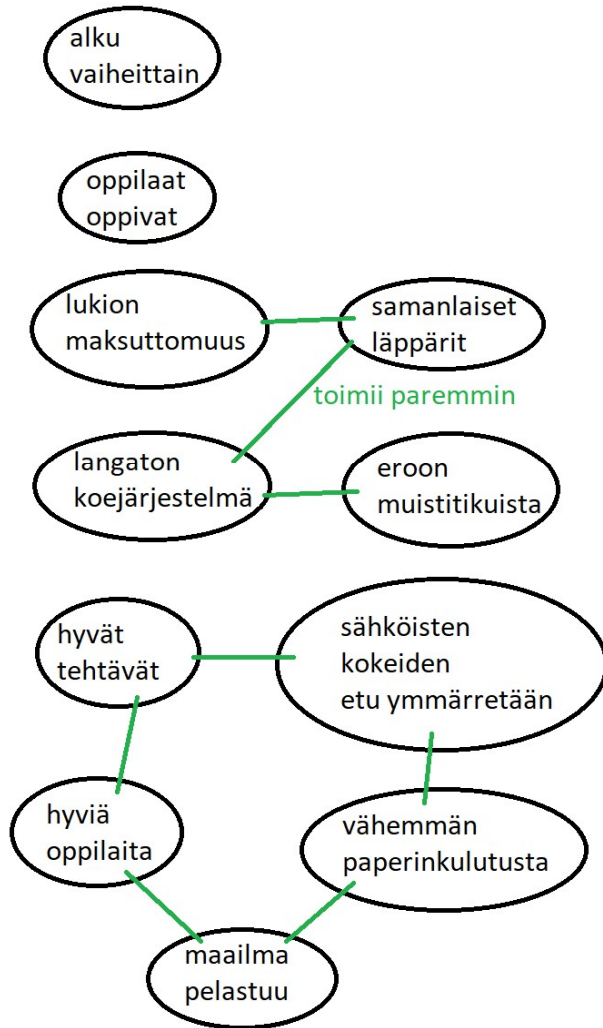 alku
vaiheittain
oppilaat
oppivat
lukion
maksuttomuus
samanlaiset
läppärit
toimii paremmin
langaton
koejärjestelmä
eroon
muistitikuista
hyvät
tehtävät
sähköisten
kokeiden
etu ymmärretään
hyviä
oppilaita
vähemmän
paperinkulutusta
maailma
pelastuu